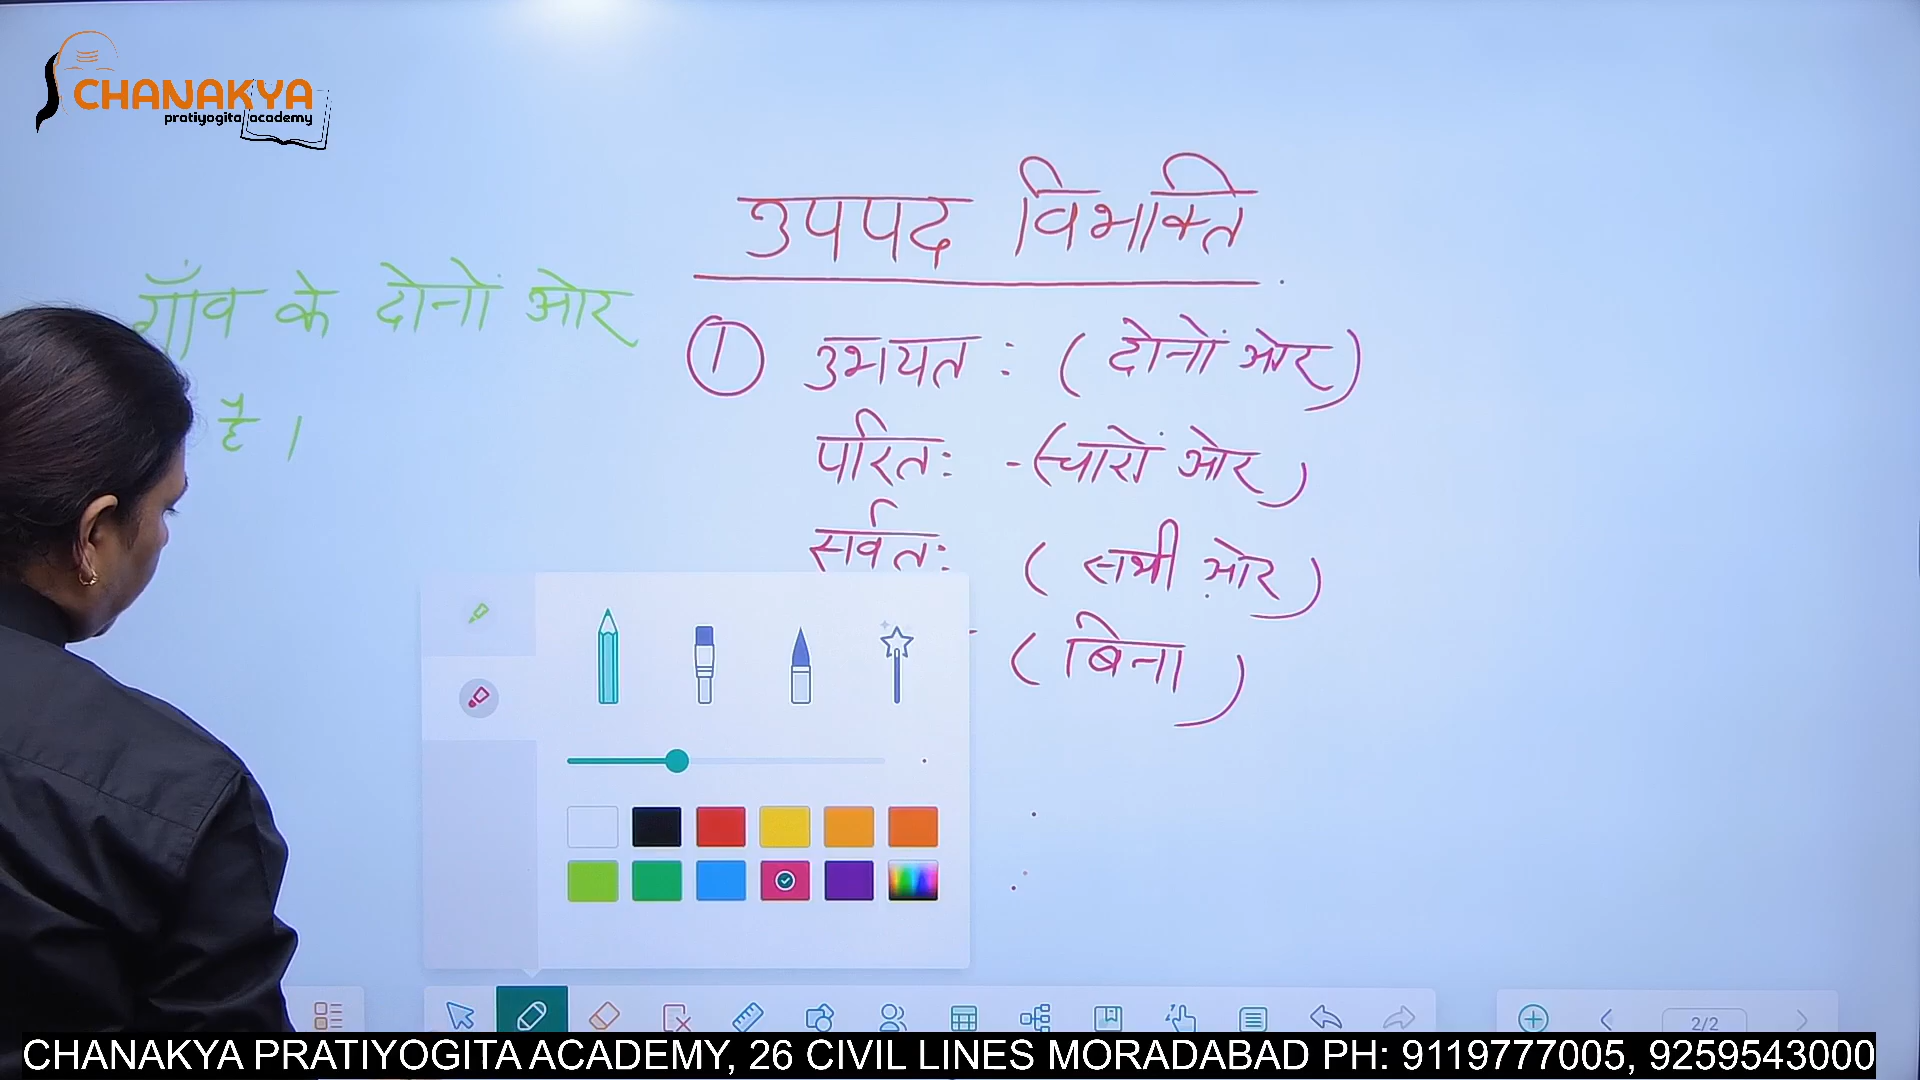 CHANAKYA
pratiyogita academy
उपपद विभक्ति
गाँव के दोनों ओर
है ।
① उभयत: (दोनों ओर)
परित: - (चारों ओर)
सर्वत: (सभी ओर)
(बिना)
2/2
CHANAKYA PRATIYOGITA ACADEMY, 26 CIVIL LINES MORADABAD PH: 9119777005, 9259543000